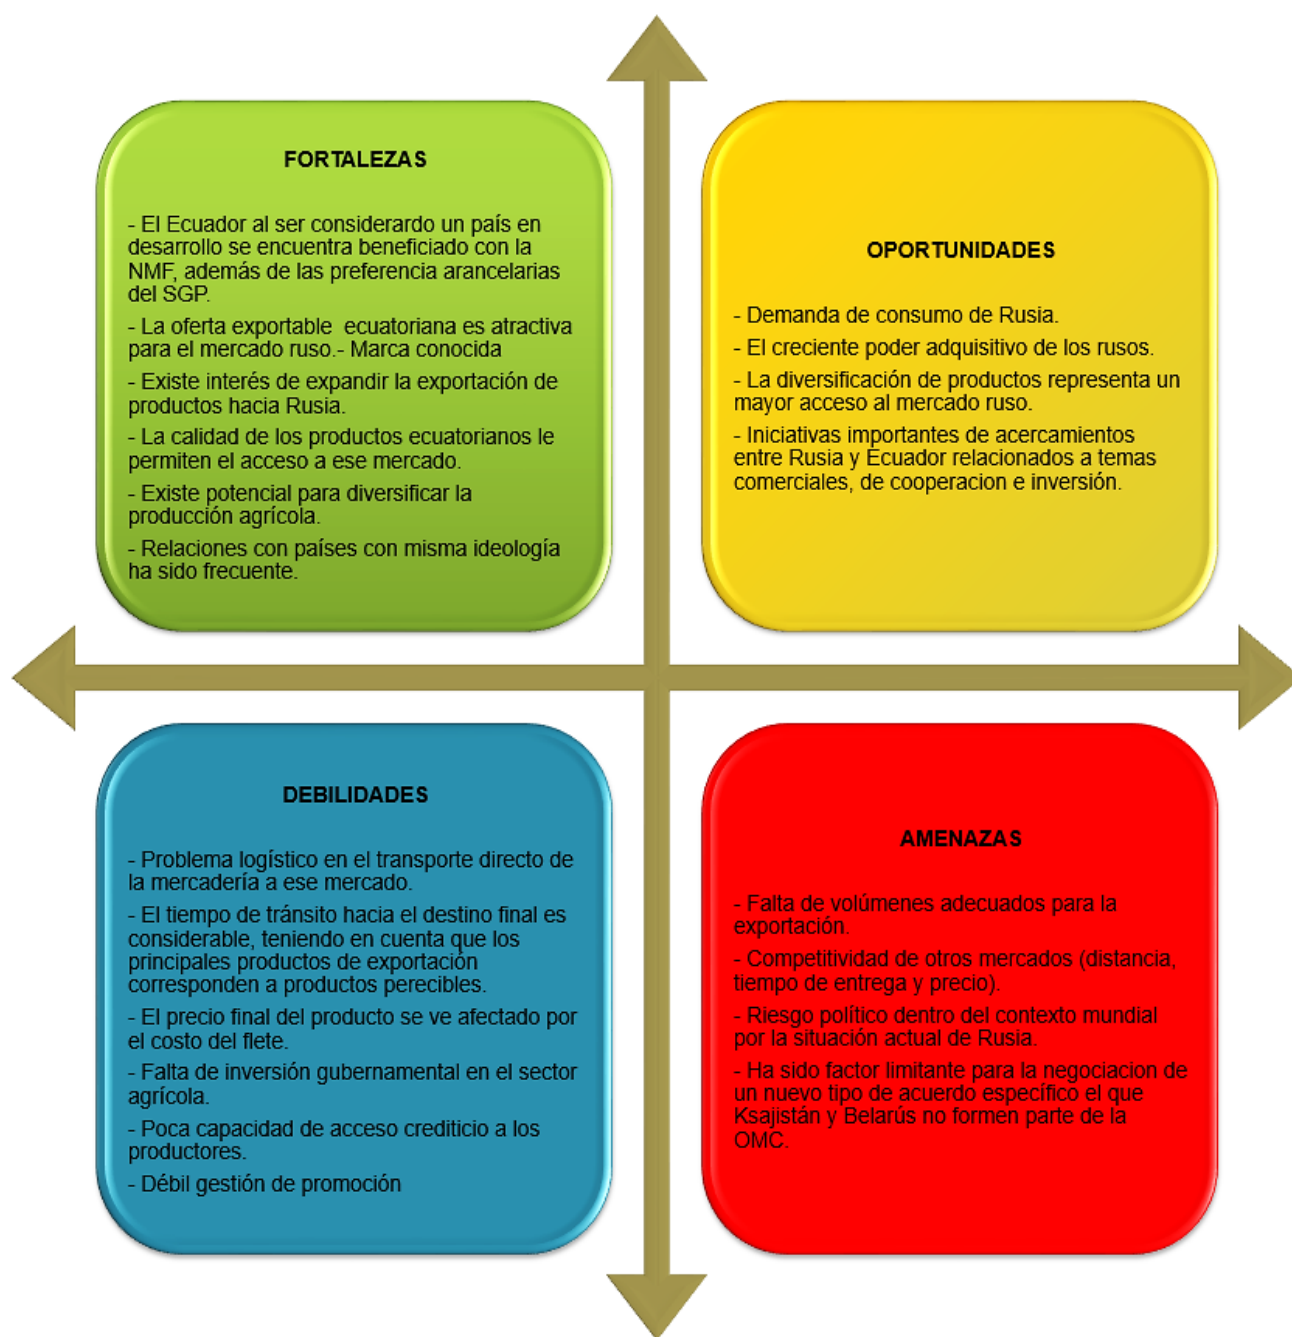 FORTALEZAS
- El Ecuador al ser considerardo un país en
desarrollo se encuentra beneficiado con la
NMF, además de las preferencia arancelarias
del SGP.
- La oferta exportable  ecuatoriana es atractiva
para el mercado ruso.- Marca conocida
- Existe interés de expandir la exportación de
productos hacia Rusia.
- La calidad de los productos ecuatorianos le
permiten el acceso a ese mercado.
- Existe potencial para diversificar la
producción agrícola.
- Relaciones con países con misma ideología
ha sido frecuente.
OPORTUNIDADES
- Demanda de consumo de Rusia.
- El creciente poder adquisitivo de los rusos.
- La diversificación de productos representa un
mayor acceso al mercado ruso.
- Iniciativas importantes de acercamientos
entre Rusia y Ecuador relacionados a temas
comerciales, de cooperacion e inversión.
DEBILIDADES
- Problema logístico en el transporte directo de
la mercadería a ese mercado.
- El tiempo de tránsito hacia el destino final es
considerable, teniendo en cuenta que los
principales productos de exportación
corresponden a productos perecibles.
- El precio final del producto se ve afectado por
el costo del flete.
- Falta de inversión gubernamental en el sector
agrícola.
- Poca capacidad de acceso crediticio a los
productores.
- Débil gestión de promoción
AMENAZAS
- Falta de volúmenes adecuados para la
exportación.
- Competitividad de otros mercados (distancia,
tiempo de entrega y precio).
- Riesgo político dentro del contexto mundial
por la situación actual de Rusia.
- Ha sido factor limitante para la negociacion de
un nuevo tipo de acuerdo específico el que
Ksajistán y Belarús no formen parte de la
OMC.